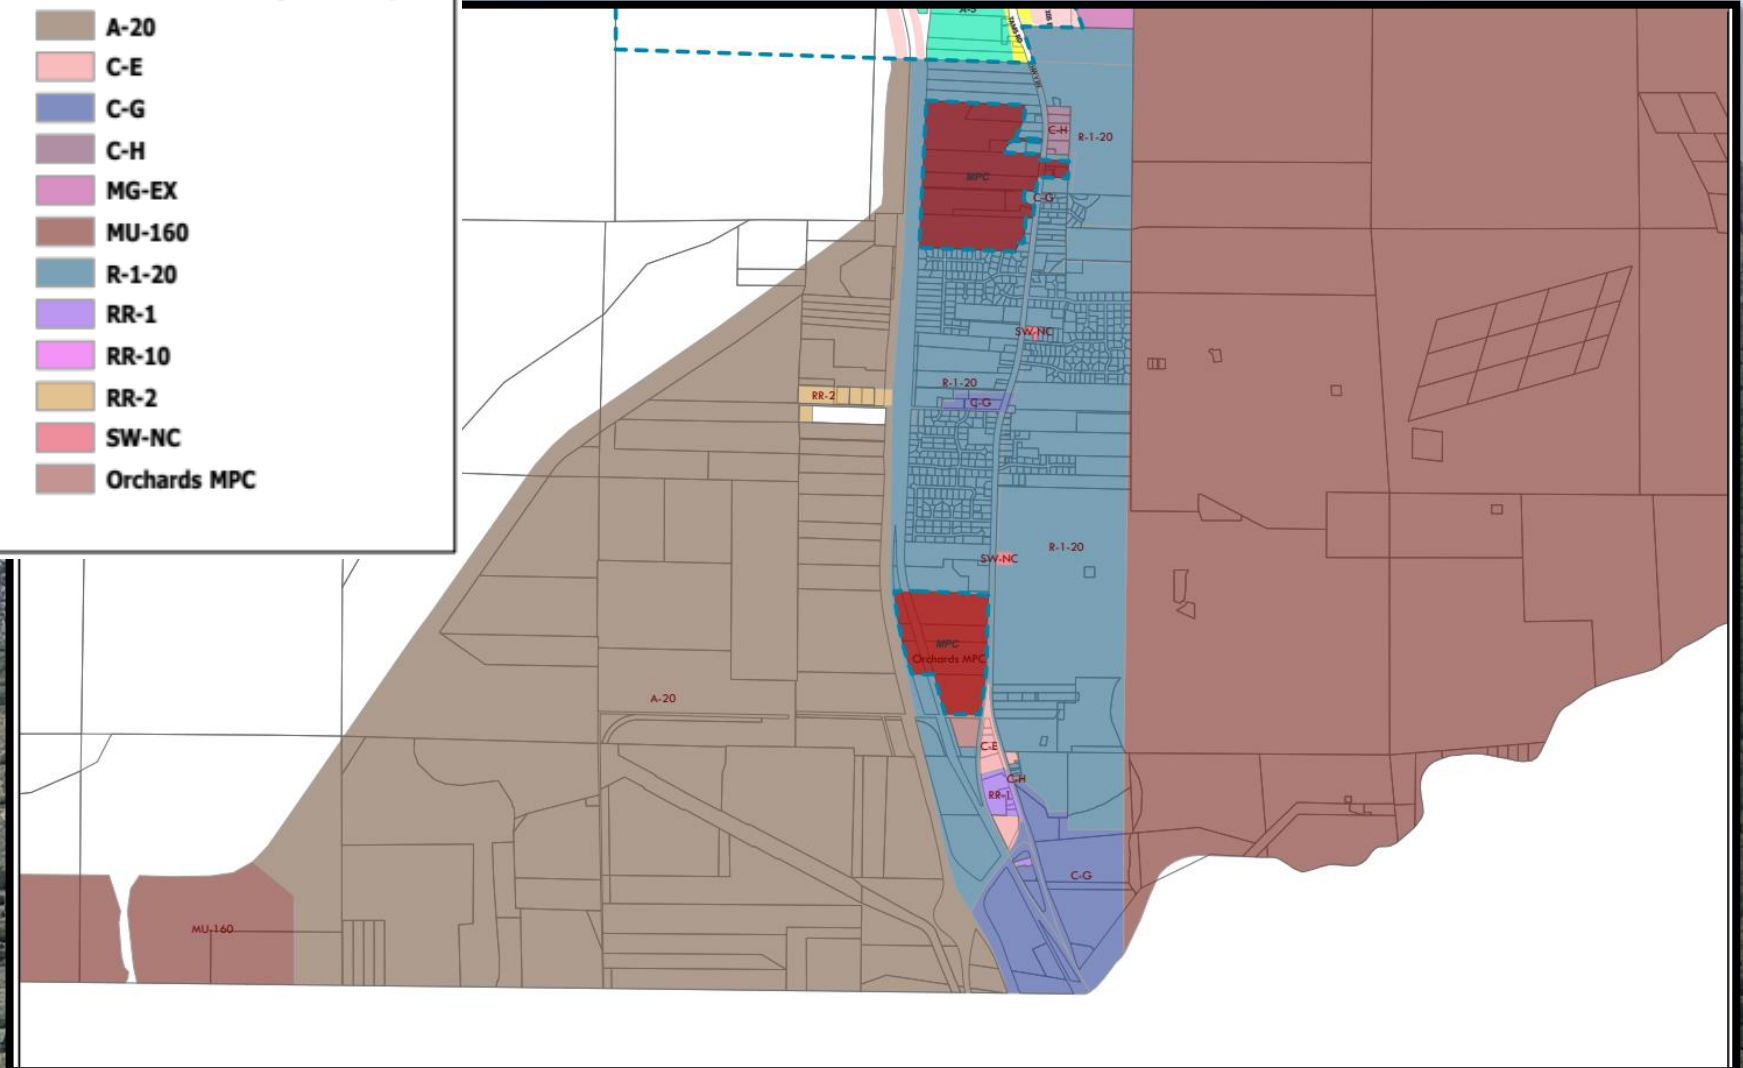 A-20
C-E
C-G
C-H
MG-EX
MU-160
R-1-20
RR-1
RR-10
RR-2
SW-NC
Orchards MPC
A-5
C-H
R-1-20
MPC
C-G
SW-NC
R-1-20
RR-2
C-G
SW-NC
R-1-20
MPC
Orchards MPC
A-20
C-E
C-H
RR-1
C-G
MU-160